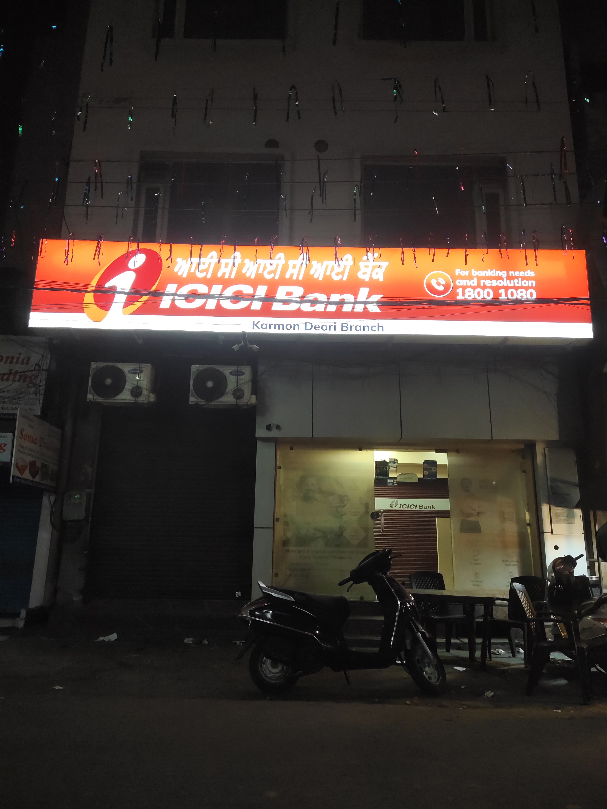 ਆਈ ਸੀ ਆਈ ਸੀ ਆਈ ਬੈਂਕ
ICICI Bank
For banking needs
and resolution
1800 1080
Karmon Deori Branch
ICICI Bank